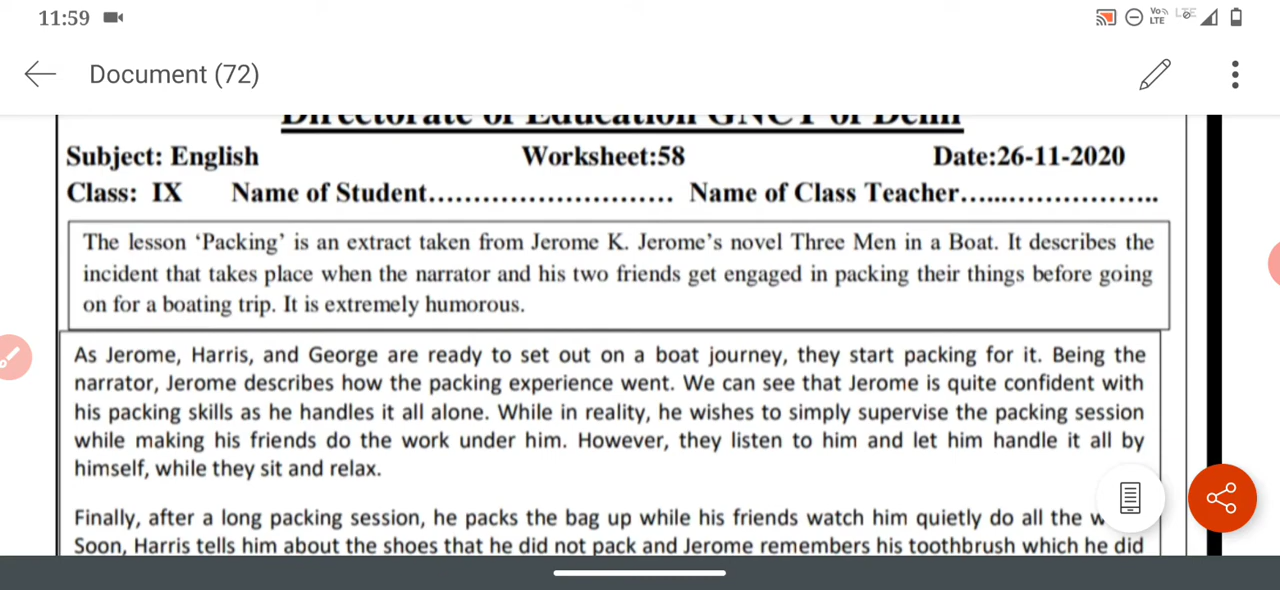 11:59
Vo LTE LTE
Document (72)
Directorate of Education GNCT of Delhi
Subject: English Worksheet:58 Date:26-11-2020
Class: IX Name of Student........................... Name of Class Teacher......................
The lesson ‘Packing’ is an extract taken from Jerome K. Jerome’s novel Three Men in a Boat. It describes the
incident that takes place when the narrator and his two friends get engaged in packing their things before going
on for a boating trip. It is extremely humorous.
As Jerome, Harris, and George are ready to set out on a boat journey, they start packing for it. Being the
narrator, Jerome describes how the packing experience went. We can see that Jerome is quite confident with
his packing skills as he handles it all alone. While in reality, he wishes to simply supervise the packing session
while making his friends do the work under him. However, they listen to him and let him handle it all by
himself, while they sit and relax.
Finally, after a long packing session, he packs the bag up while his friends watch him quietly do all the
Soon, Harris tells him about the shoes that he did not pack and Jerome remembers his toothbrush which he did